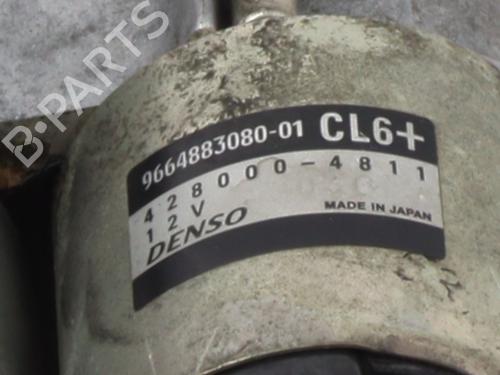 B-PARTS
9664883080-01 CL6+
428000-4811
12V
DENSO
MADE IN JAPAN